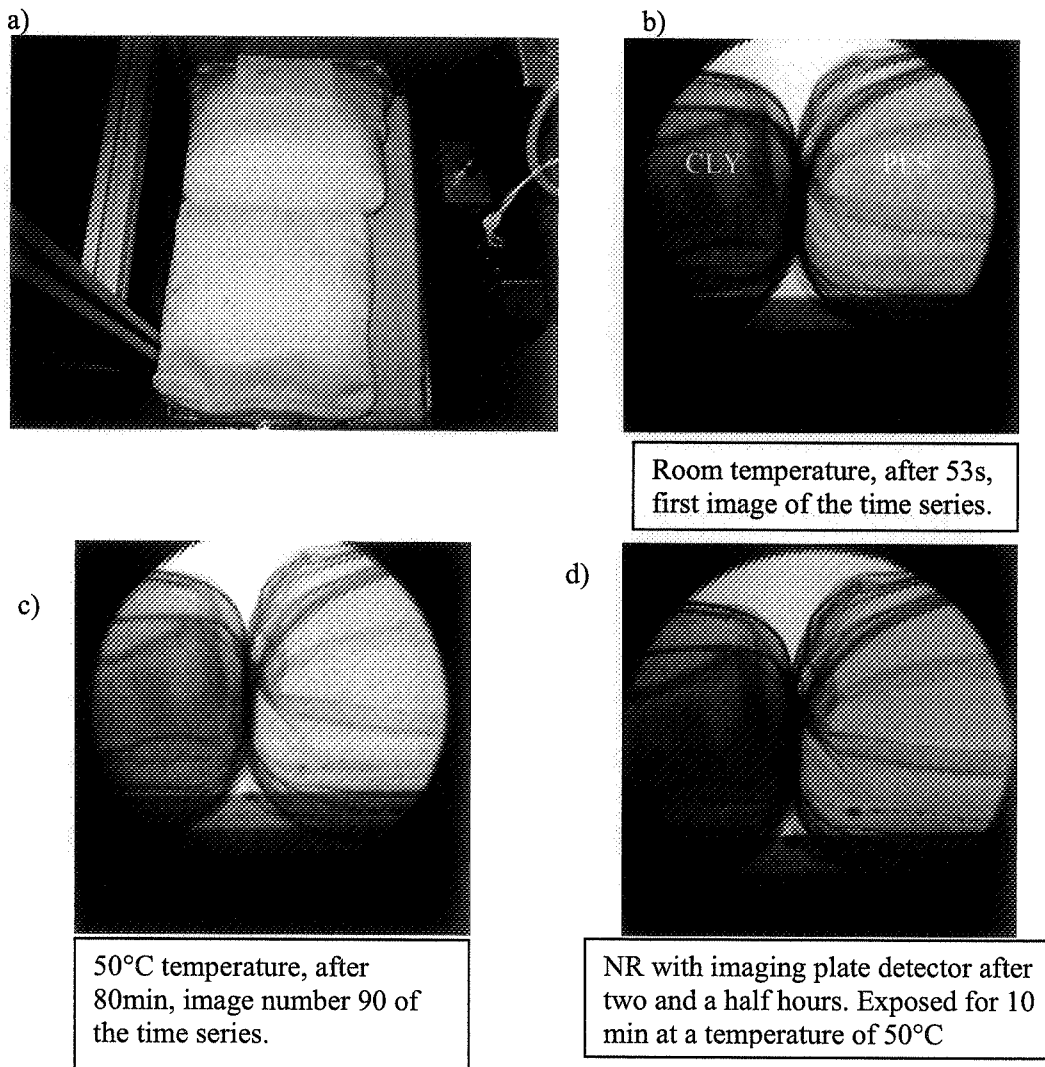 a)
b)
CLY
Room temperature, after 53s,
first image of the time series.
c)
d)
50°C temperature, after
80min, image number 90 of
the time series.
NR with imaging plate detector after
two and a half hours. Exposed for 10
min at a temperature of 50°C